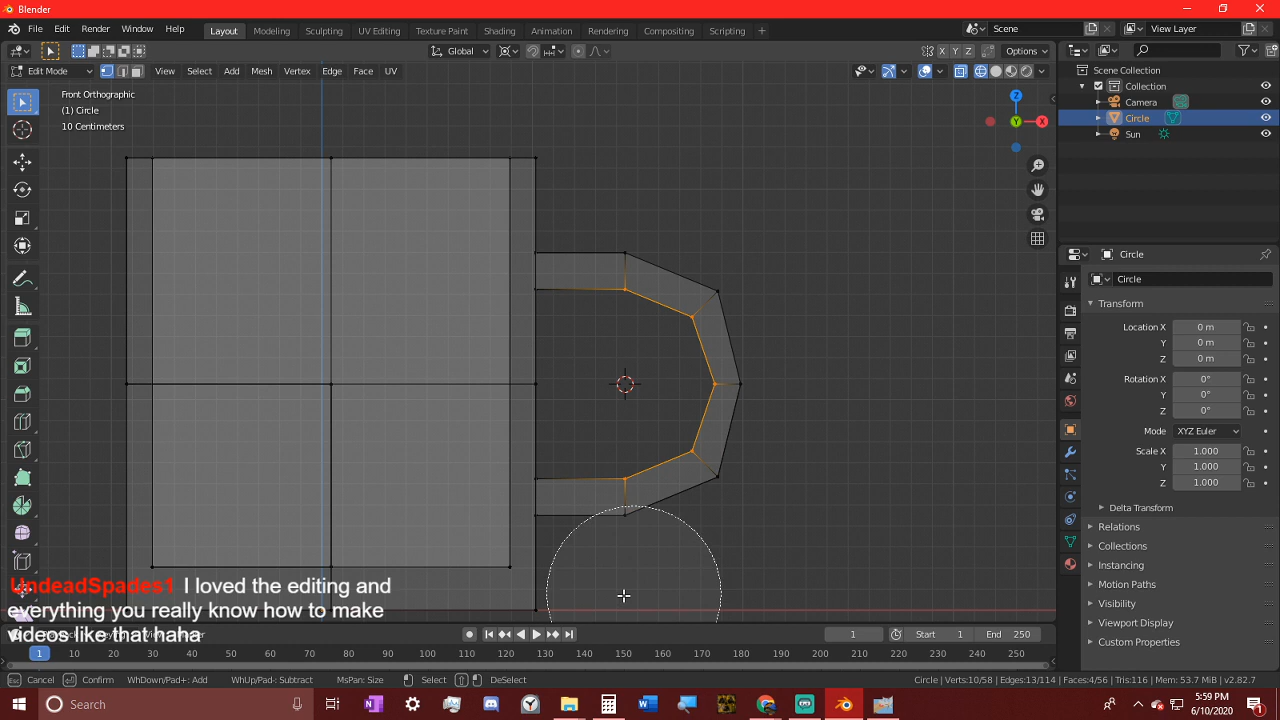 Blender
File Edit Render Window Help
Layout Modeling Sculpting UV Editing Texture Paint Shading Animation Rendering Compositing Scripting +
Scene
View Layer
Global
X Y Z
Options
Edit Mode
View Select Add Mesh Vertex Edge Face UV
Front Orthographic
(1) Circle
10 Centimeters
Z
X
Y
Scene Collection
Collection
Camera
Circle
Sun
Circle
Circle
Transform
Location X 0 m
Y 0 m
Z 0 m
Rotation X 0°
Y 0°
Z 0°
Mode XYZ Euler
Scale X 1.000
Y 1.000
Z 1.000
Delta Transform
Relations
Collections
Instancing
Motion Paths
Visibility
Viewport Display
Custom Properties
UndeadSpades1 I loved the editing and
everything you really know how to make
videos like that haha
1
Start 1
End 250
1 10 20 30 40 50 60 70 80 90 100 110 120 130 140 150 160 170 180 190 200 210 220 230 240 250
Cancel Confirm WhDown/Pad+: Add WhUp/Pad-: Subtract MsPan: Size Select DeSelect
Circle | Verts:10/58 | Edges:13/114 | Faces:4/56 | Tris:116 | Mem: 53.7 MiB | v2.82.7
Search
5:59 PM
6/10/2020